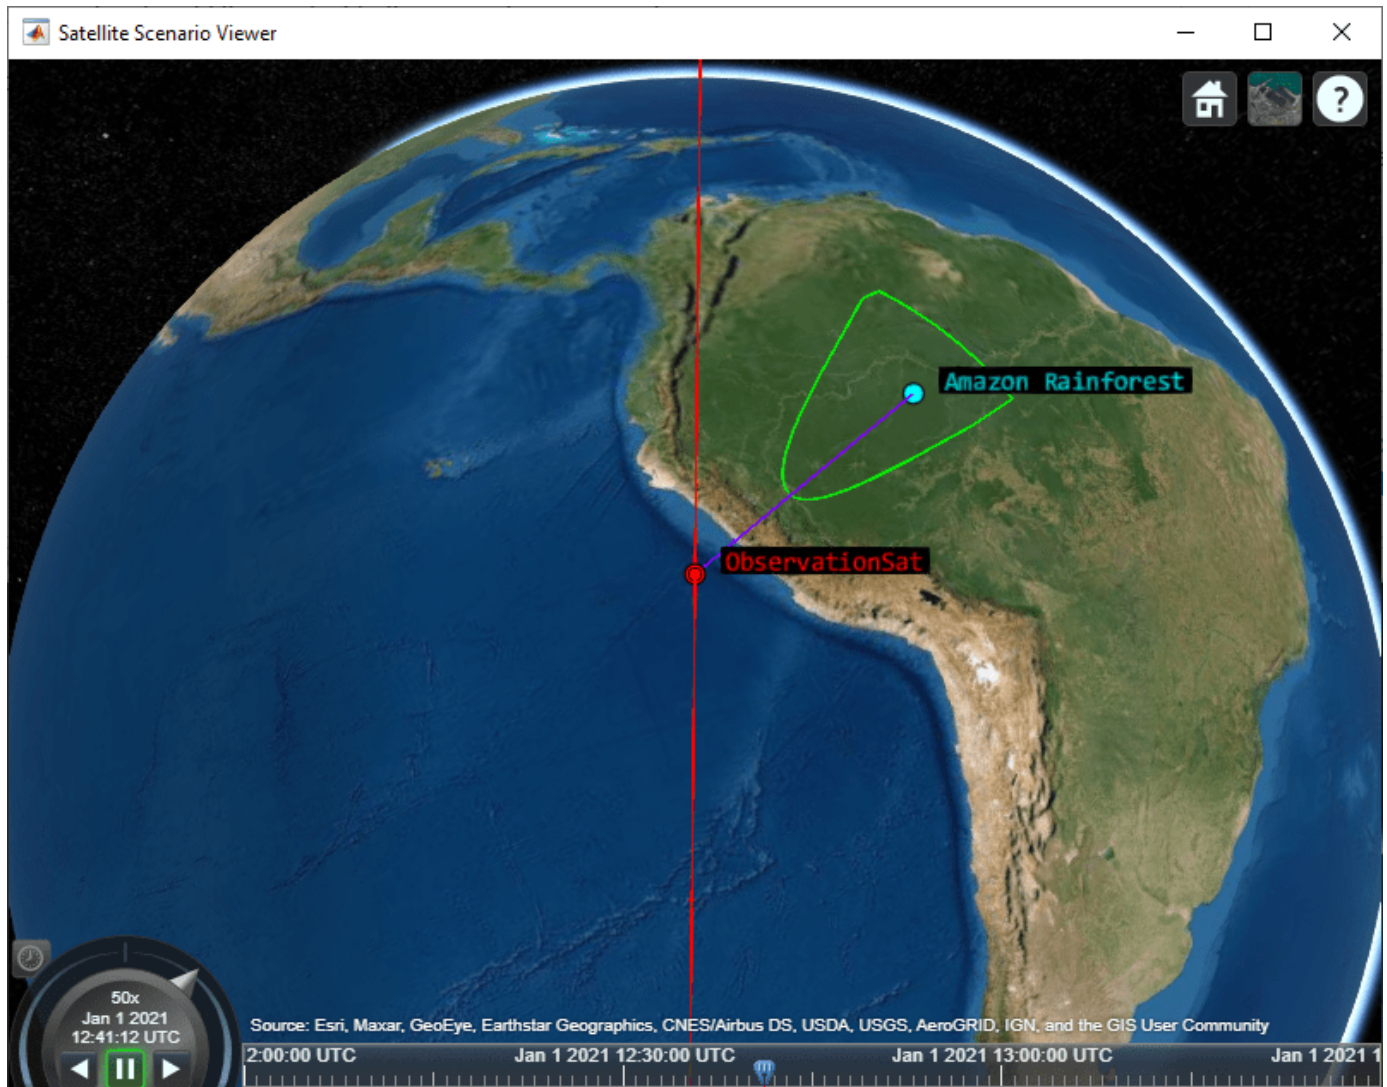 Satellite Scenario Viewer
?
Amazon Rainforest
ObservationSat
50x
Jan 1 2021
12:41:12 UTC
Source: Esri, Maxar, GeoEye, Earthstar Geographics, CNES/Airbus DS, USDA, USGS, AeroGRID, IGN, and the GIS User Community
2:00:00 UTC Jan 1 2021 12:30:00 UTC Jan 1 2021 13:00:00 UTC Jan 1 2021 1